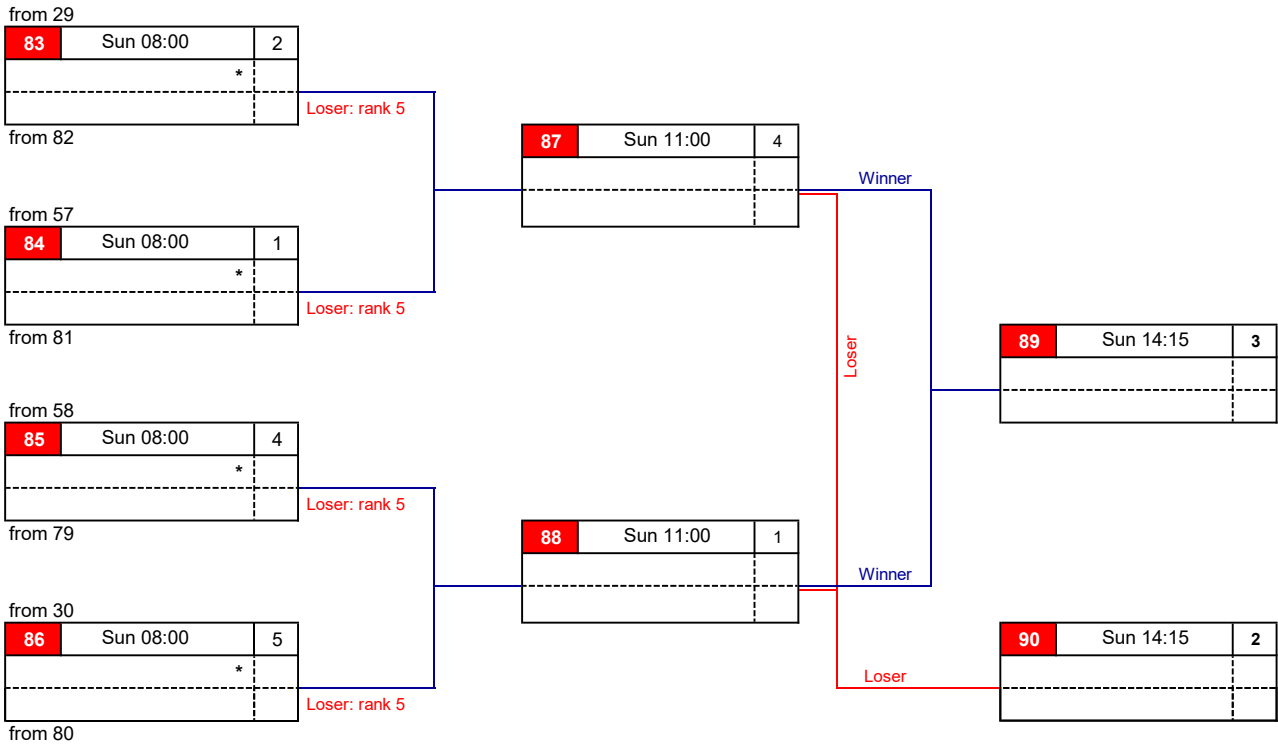 from 29
83 Sun 08:00 2
*
Loser: rank 5
from 82
87 Sun 11:00 4
Winner
from 57
84 Sun 08:00 1
*
Loser: rank 5
from 81
Loser
89 Sun 14:15 3
from 58
85 Sun 08:00 4
*
Loser: rank 5
from 79
88 Sun 11:00 1
Winner
from 30
86 Sun 08:00 5
*
Loser: rank 5
from 80
90 Sun 14:15 2
Loser